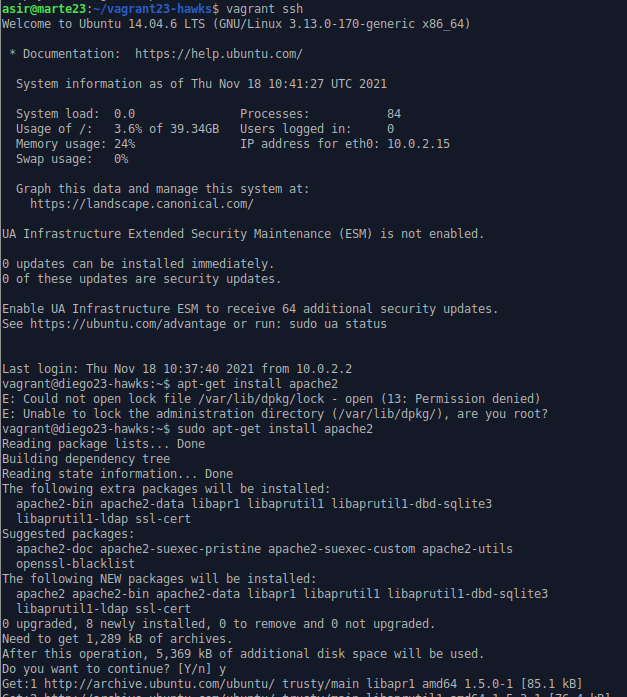 asir@marte23:~/vagrant23-hawks$ vagrant ssh
Welcome to Ubuntu 14.04.6 LTS (GNU/Linux 3.13.0-170-generic x86_64)
* Documentation:  https://help.ubuntu.com/
System information as of Thu Nov 18 10:41:27 UTC 2021
System load:  0.0               Processes:           84
Usage of /:   3.6% of 39.34GB   Users logged in:     0
Memory usage: 24%               IP address for eth0: 10.0.2.15
Swap usage:   0%
Graph this data and manage this system at:
https://landscape.canonical.com/
UA Infrastructure Extended Security Maintenance (ESM) is not enabled.
0 updates can be installed immediately.
0 of these updates are security updates.
Enable UA Infrastructure ESM to receive 64 additional security updates.
See https://ubuntu.com/advantage or run: sudo ua status
Last login: Thu Nov 18 10:37:40 2021 from 10.0.2.2
vagrant@diego23-hawks:~$ apt-get install apache2
E: Could not open lock file /var/lib/dpkg/lock - open (13: Permission denied)
E: Unable to lock the administration directory (/var/lib/dpkg/), are you root?
vagrant@diego23-hawks:~$ sudo apt-get install apache2
Reading package lists... Done
Building dependency tree
Reading state information... Done
The following extra packages will be installed:
apache2-bin apache2-data libapr1 libaprutil1 libaprutil1-dbd-sqlite3
libaprutil1-ldap ssl-cert
Suggested packages:
apache2-doc apache2-suexec-pristine apache2-suexec-custom apache2-utils
openssl-blacklist
The following NEW packages will be installed:
apache2 apache2-bin apache2-data libapr1 libaprutil1 libaprutil1-dbd-sqlite3
libaprutil1-ldap ssl-cert
0 upgraded, 8 newly installed, 0 to remove and 0 not upgraded.
Need to get 1,289 kB of archives.
After this operation, 5,369 kB of additional disk space will be used.
Do you want to continue? [Y/n] y
Get:1 http://archive.ubuntu.com/ubuntu/ trusty/main libapr1 amd64 1.5.0-1 [85.1 kB]